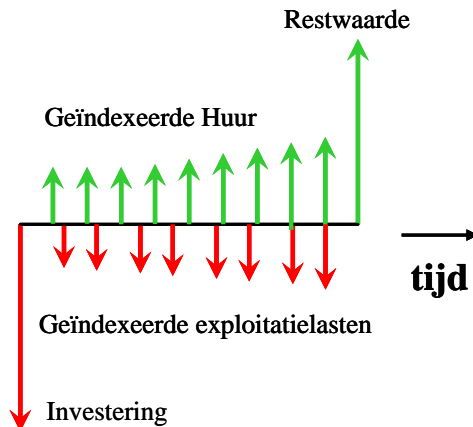 Restwaarde
Geïndexeerde Huur
tijd
Geïndexeerde exploitatielasten
Investering